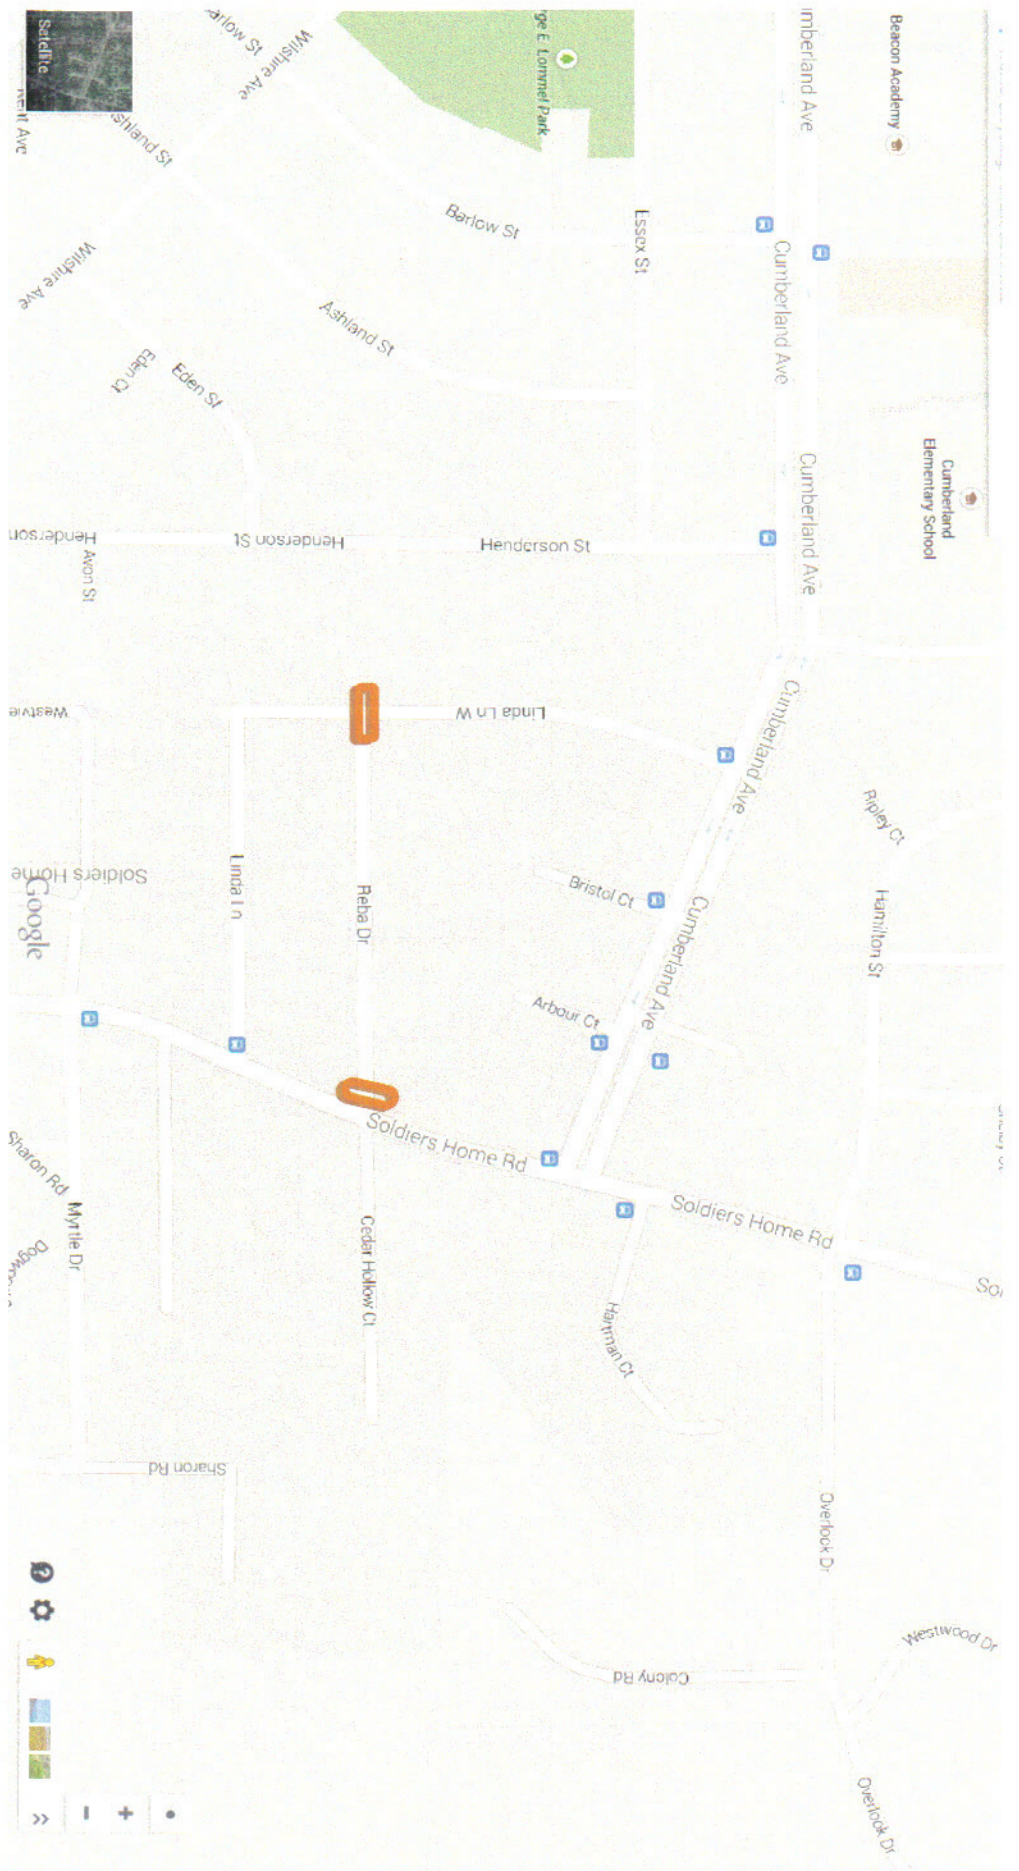 Beacon Academy
Cumberland
Elementary School
Cumberland Ave
Cumberland Ave
Cumberland Ave
Cumberland Ave
Essex St
Barlow St
Ashland St
Wilshire Ave
Wilshire Ave
Eden Ct
Eden St
Henderson St
Henderson St
Henderson
Avon St
Linda Ln W
Linda Ln
Reba Dr
Bristol Ct
Arbour Ct
Ripley Ct
Hamilton St
Soldiers Home Rd
Soldiers Home Rd
Soldiers Home
Cedar Hollow Ct
Hartman Ct
Myrtle Dr
Sharon Rd
Sharon Rd
Overlook Dr
Overlook Dr
Westwood Dr
Colony Rd
Satellite
Google